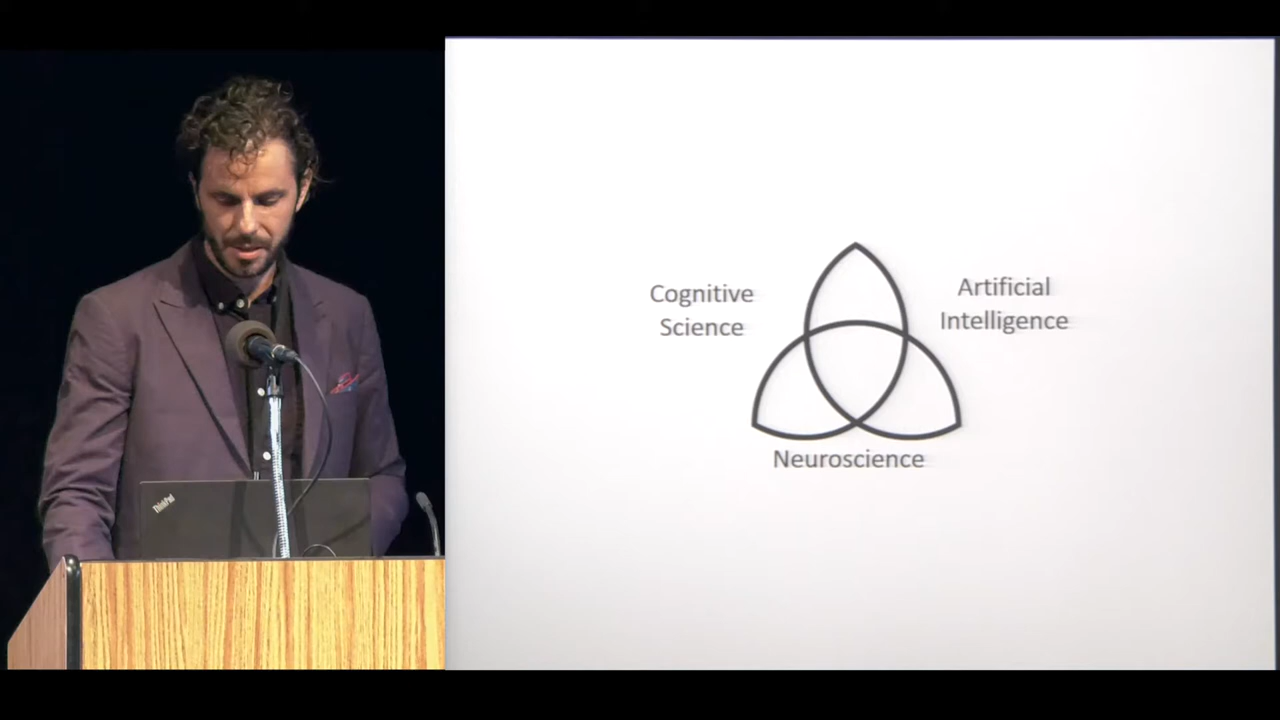 ThinkPad
Cognitive
Science
Artificial
Intelligence
Neuroscience